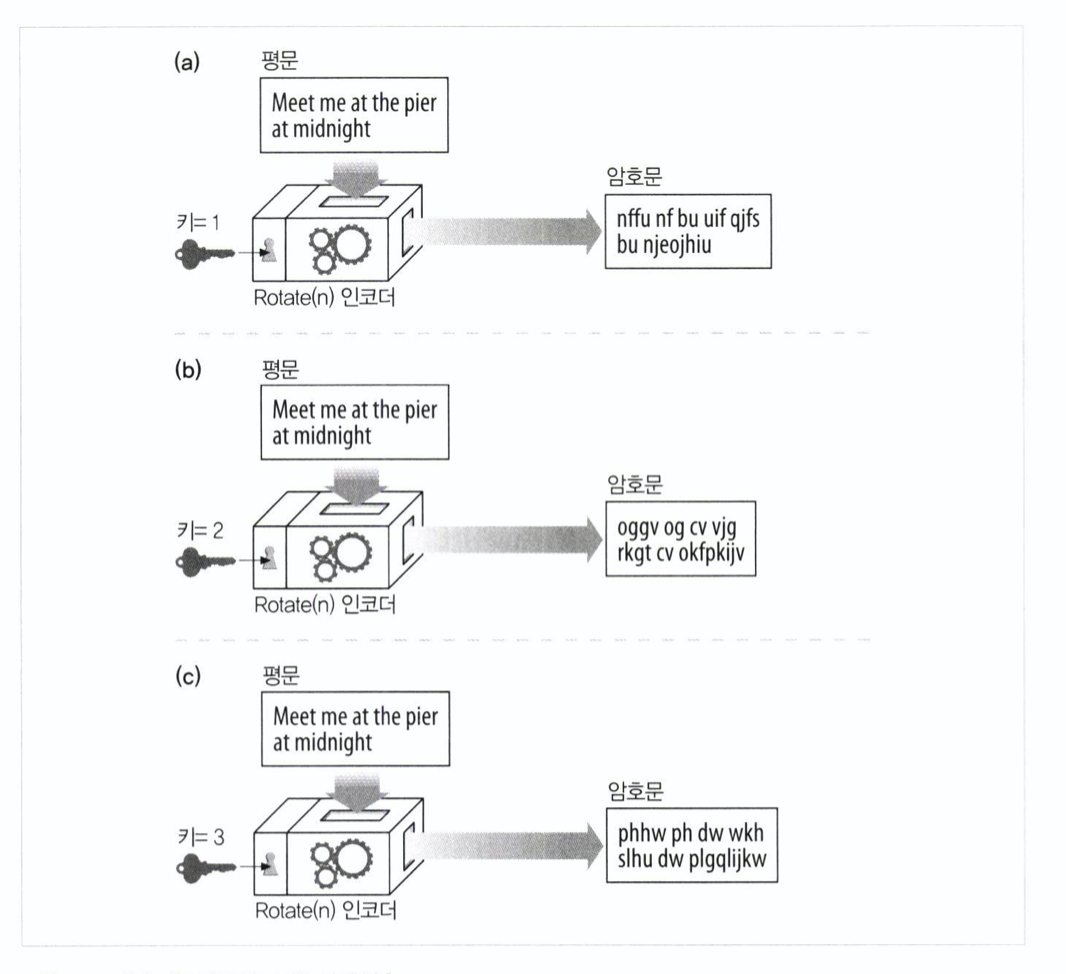 (a)
평문
Meet me at the pier
at midnight
키= 1
Rotate(n) 인코더
암호문
nffu nf bu uif qjfs
bu njeojhiu
(b)
평문
Meet me at the pier
at midnight
키= 2
Rotate(n) 인코더
암호문
oggv og cv vjg
rkgt cv okfpkijv
(c)
평문
Meet me at the pier
at midnight
키= 3
Rotate(n) 인코더
암호문
phhw ph dw wkh
slhu dw plgqlijkw